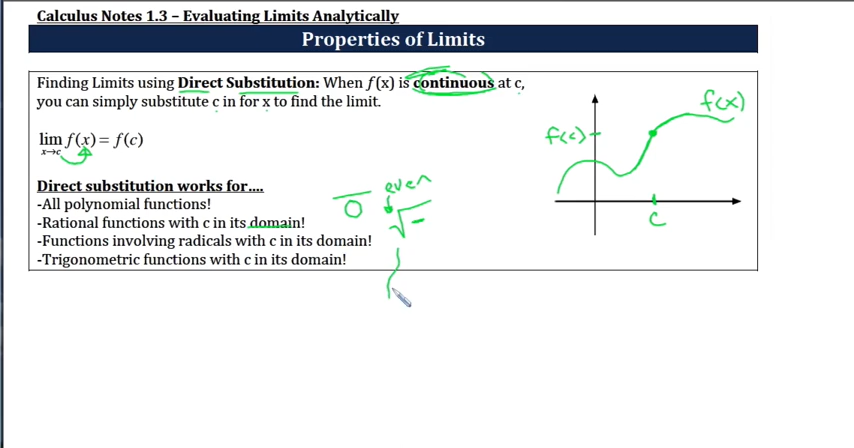 Calculus Notes 1.3 – Evaluating Limits Analytically
Properties of Limits
Finding Limits using Direct Substitution: When f(x) is continuous at c,
you can simply substitute c in for x to find the limit.
lim f(x) = f(c)
x→c
Direct substitution works for....
-All polynomial functions!
-Rational functions with c in its domain!
-Functions involving radicals with c in its domain!
-Trigonometric functions with c in its domain!
0
even
√-
f(x)
f(c)
c